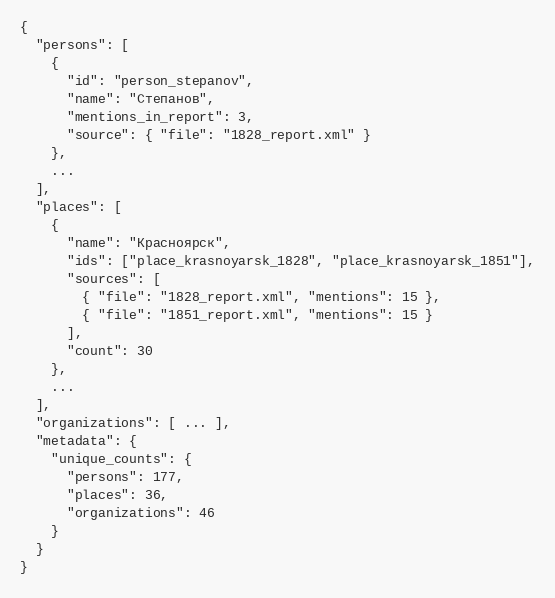 {
  "persons": [
    {
      "id": "person_stepanov",
      "name": "Степанов",
      "mentions_in_report": 3,
      "source": { "file": "1828_report.xml" }
    },
    ...
  ],
  "places": [
    {
      "name": "Красноярск",
      "ids": ["place_krasnoyarsk_1828", "place_krasnoyarsk_1851"],
      "sources": [
        { "file": "1828_report.xml", "mentions": 15 },
        { "file": "1851_report.xml", "mentions": 15 }
      ],
      "count": 30
    },
    ...
  ],
  "organizations": [ ... ],
  "metadata": {
    "unique_counts": {
      "persons": 177,
      "places": 36,
      "organizations": 46
    }
  }
}